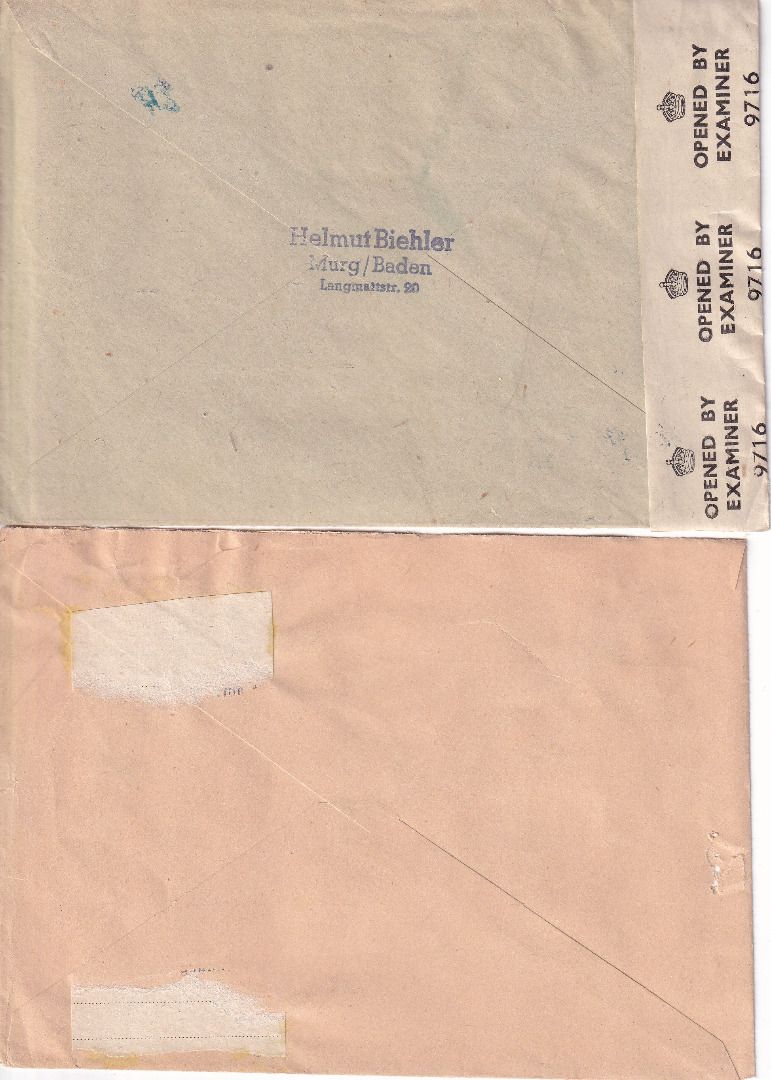 Helmut Biehler
Murg/Baden
Langmattstr. 20
OPENED BY
EXAMINER
9716
OPENED BY
EXAMINER
9716
OPENED BY
EXAMINER
9716